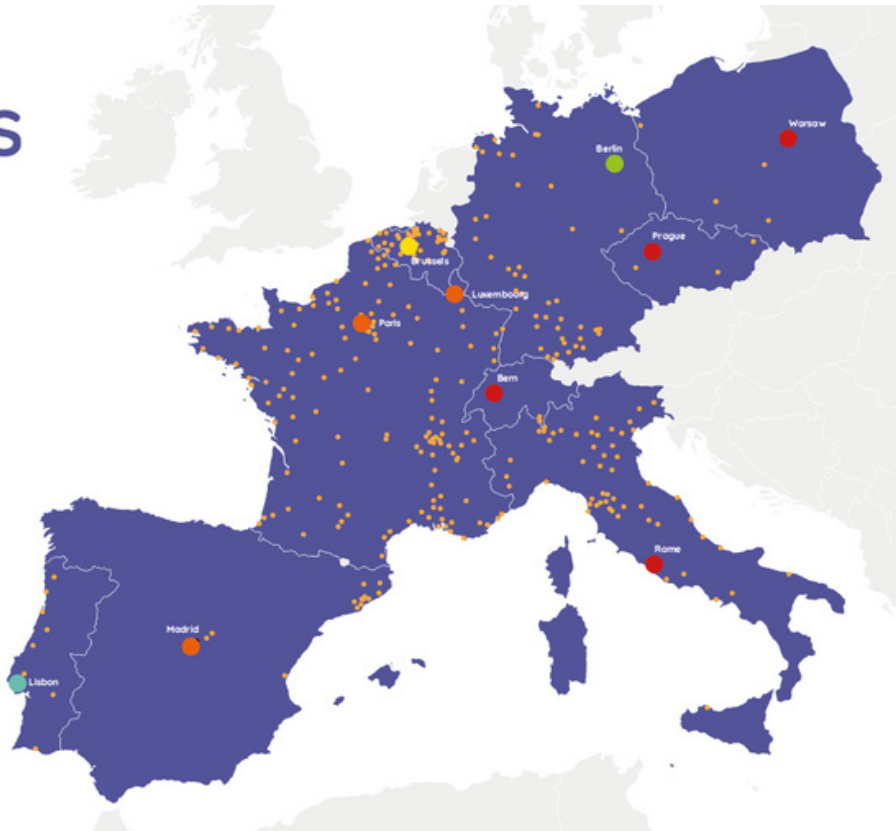 s
Warsaw
Berlin
Prague
Brussels
Luxembourg
Paris
Bern
Rome
Madrid
Lisbon